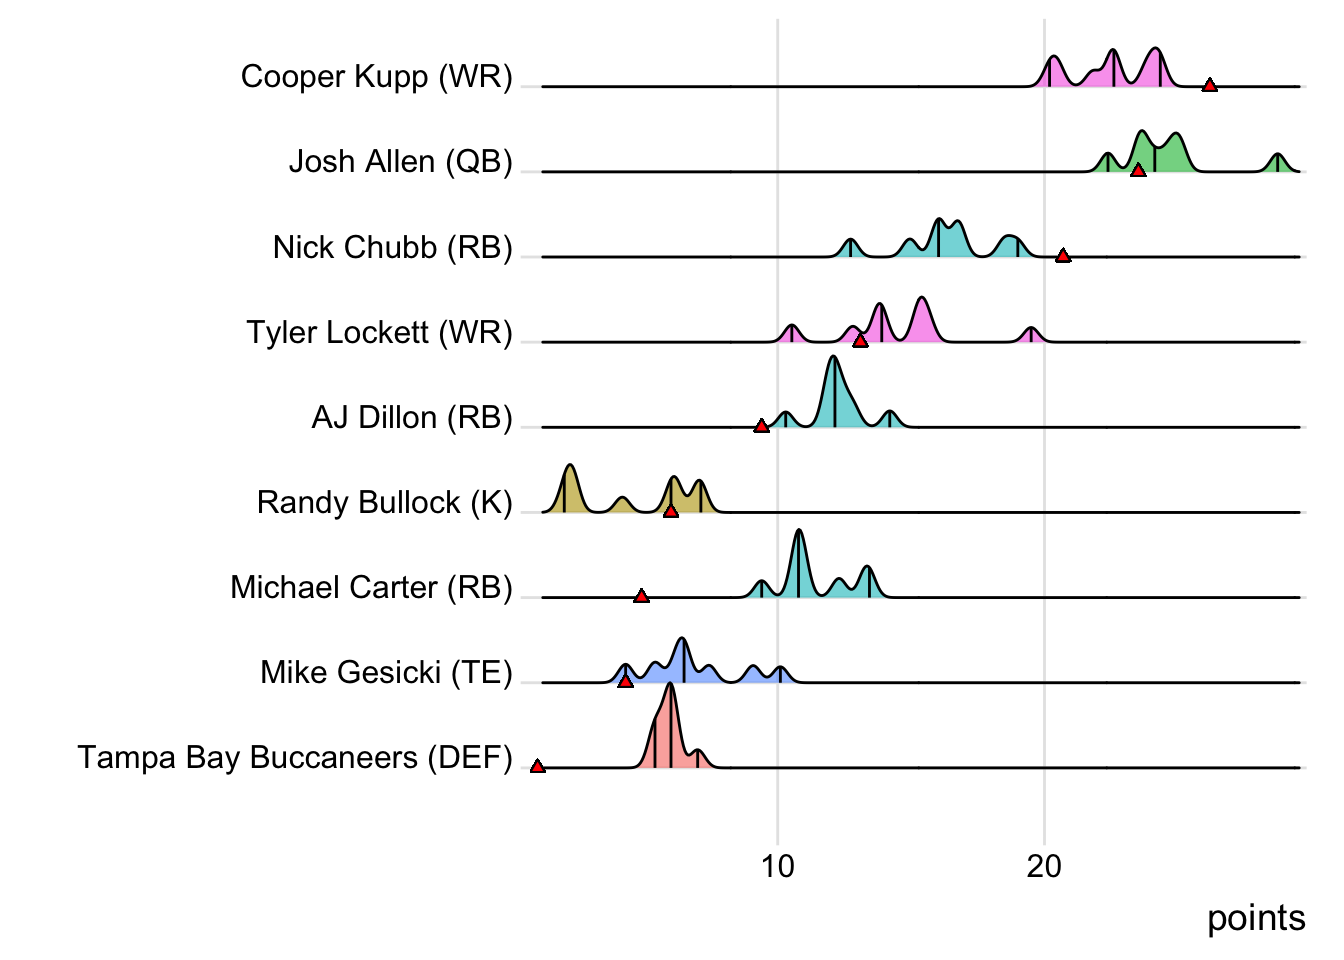 Cooper Kupp (WR)
Josh Allen (QB)
Nick Chubb (RB)
Tyler Lockett (WR)
AJ Dillon (RB)
Randy Bullock (K)
Michael Carter (RB)
Mike Gesicki (TE)
Tampa Bay Buccaneers (DEF)
10 20
points